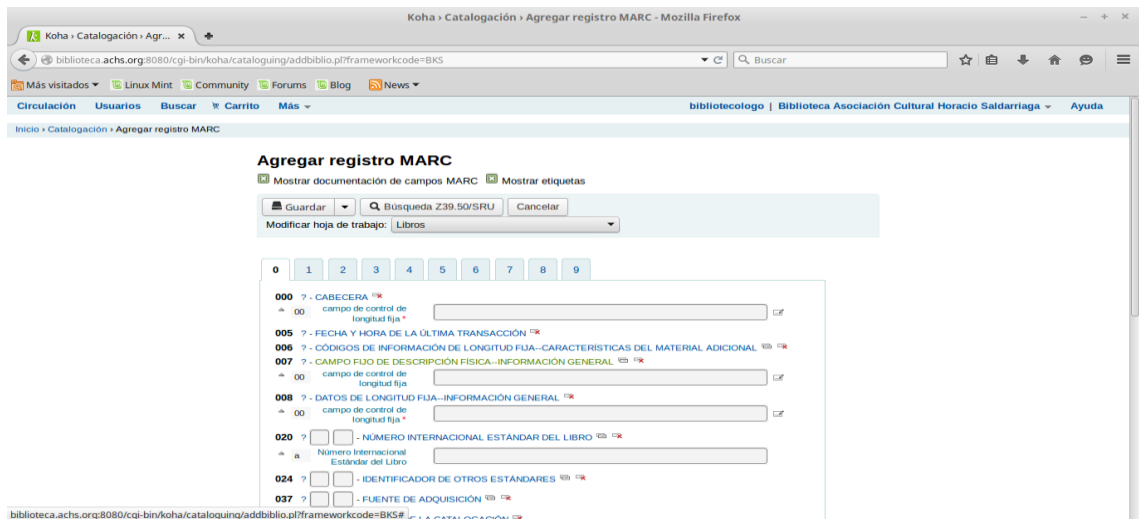 Koha › Catalogación › Agregar registro MARC - Mozilla Firefox
Koha › Catalogación › Agr...
biblioteca.achs.org:8080/cgi-bin/koha/cataloguing/addbiblio.pl?frameworkcode=BKS
Buscar
Más visitados Linux Mint Community Forums Blog News
Circulación Usuarios Buscar Carrito Más bibliotecologo | Biblioteca Asociación Cultural Horacio Saldarriaga Ayuda
Inicio › Catalogación › Agregar registro MARC
Agregar registro MARC
Mostrar documentación de campos MARC Mostrar etiquetas
Guardar Búsqueda Z39.50/SRU Cancelar
Modificar hoja de trabajo: Libros
0 1 2 3 4 5 6 7 8 9
000 ? - CABECERA
00 campo de control de
longitud fija *
005 ? - FECHA Y HORA DE LA ÚLTIMA TRANSACCIÓN
006 ? - CÓDIGOS DE INFORMACIÓN DE LONGITUD FIJA--CARACTERÍSTICAS DEL MATERIAL ADICIONAL
007 ? - CAMPO FIJO DE DESCRIPCIÓN FÍSICA--INFORMACIÓN GENERAL
00 campo de control de
longitud fija
008 ? - DATOS DE LONGITUD FIJA--INFORMACIÓN GENERAL
00 campo de control de
longitud fija *
020 ? - NÚMERO INTERNACIONAL ESTÁNDAR DEL LIBRO
a Número Internacional
Estándar del Libro
024 ? - IDENTIFICADOR DE OTROS ESTÁNDARES
037 ? - FUENTE DE ADQUISICIÓN
biblioteca.achs.org:8080/cgi-bin/koha/cataloguing/addbiblio.pl?frameworkcode=BKS# E LA CATALOGACIÓN